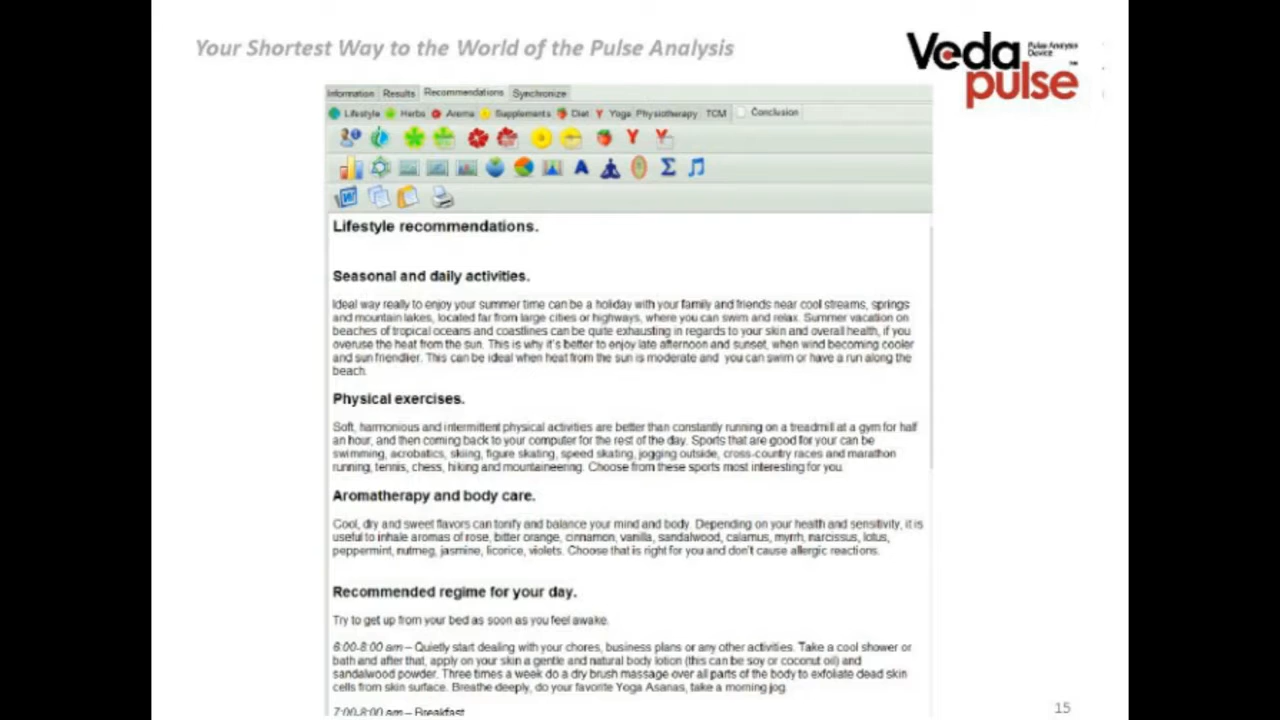 Your Shortest Way to the World of the Pulse Analysis
Veda
Pulse Analysis
Device
TM
pulse
Information Results Recommendations Synchronize
Lifestyle Herbs Aroma Supplements Diet Yoga Physiotherapy TCM Conclusion
Lifestyle recommendations.
Seasonal and daily activities.
Ideal way really to enjoy your summer time can be a holiday with your family and friends near cool streams, springs
and mountain lakes, located far from large cities or highways, where you can swim and relax. Summer vacation on
beaches of tropical oceans and coastlines can be quite exhausting in regards to your skin and overall health, if you
overuse the heat from the sun. This is why it's better to enjoy late afternoon and sunset, when wind becoming cooler
and sun friendlier. This can be ideal when heat from the sun is moderate and you can swim or have a run along the
beach.
Physical exercises.
Soft, harmonious and intermittent physical activities are better than constantly running on a treadmill at a gym for half
an hour, and then coming back to your computer for the rest of the day. Sports that are good for your can be
swimming, acrobatics, skiing, figure skating, speed skating, jogging outside, cross-country races and marathon
running, tennis, chess, hiking and mountaineering. Choose from these sports most interesting for you.
Aromatherapy and body care.
Cool, dry and sweet flavors can tonify and balance your mind and body. Depending on your health and sensitivity, it is
useful to inhale aromas of rose, bitter orange, cinnamon, vanilla, sandalwood, calamus, myrrh, narcissus, lotus,
peppermint, nutmeg, jasmine, licorice, violets. Choose that is right for you and don't cause allergic reactions.
Recommended regime for your day.
Try to get up from your bed as soon as you feel awake.
6:00-8:00 am – Quietly start dealing with your chores, business plans or any other activities. Take a cool shower or
bath and after that, apply on your skin a gentle and natural body lotion (this can be soy or coconut oil) and
sandalwood powder. Three times a week do a dry brush massage over all parts of the body to exfoliate dead skin
cells from skin surface. Breathe deeply, do your favorite Yoga Asanas, take a morning jog.
7:00-8:00 am – Breakfast
15